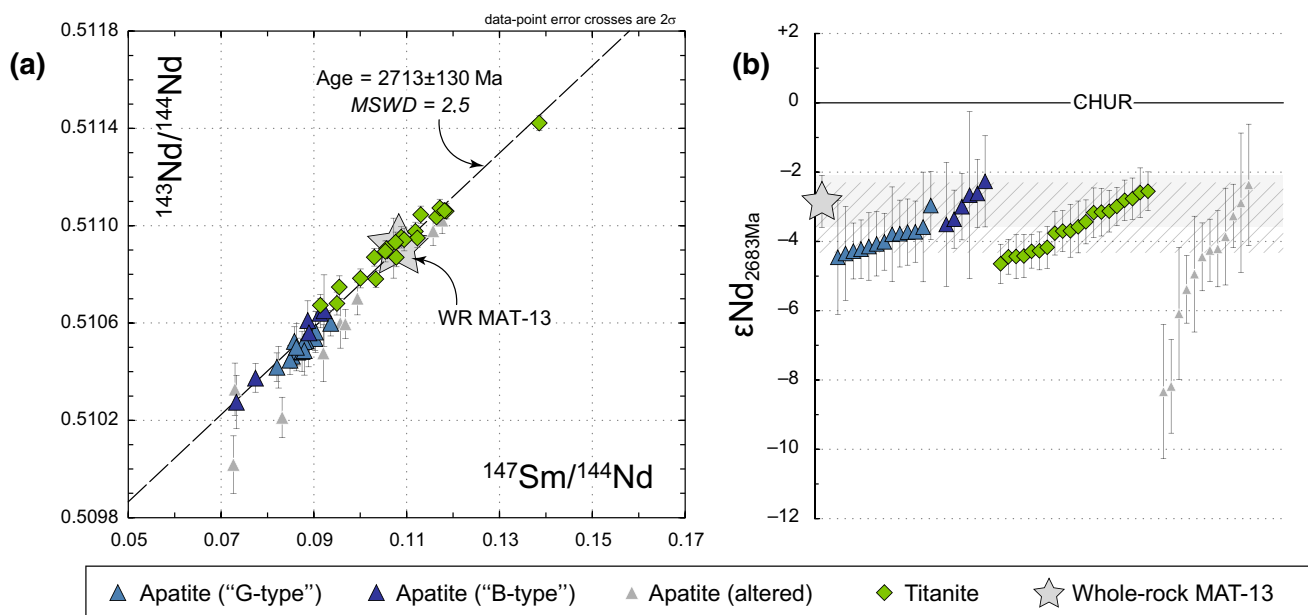 data-point error crosses are 2σ
(a)
0.5118
0.5114
0.5110
0.5106
0.5102
0.5098
143Nd/144Nd
Age = 2713±130 Ma
MSWD = 2.5
WR MAT-13
147Sm/144Nd
0.05 0.07 0.09 0.11 0.13 0.15 0.17
(b)
+2
0
−2
−4
−6
−8
−10
−12
εNd2683Ma
CHUR
Apatite (“G-type”) Apatite (“B-type”) Apatite (altered) Titanite Whole-rock MAT-13